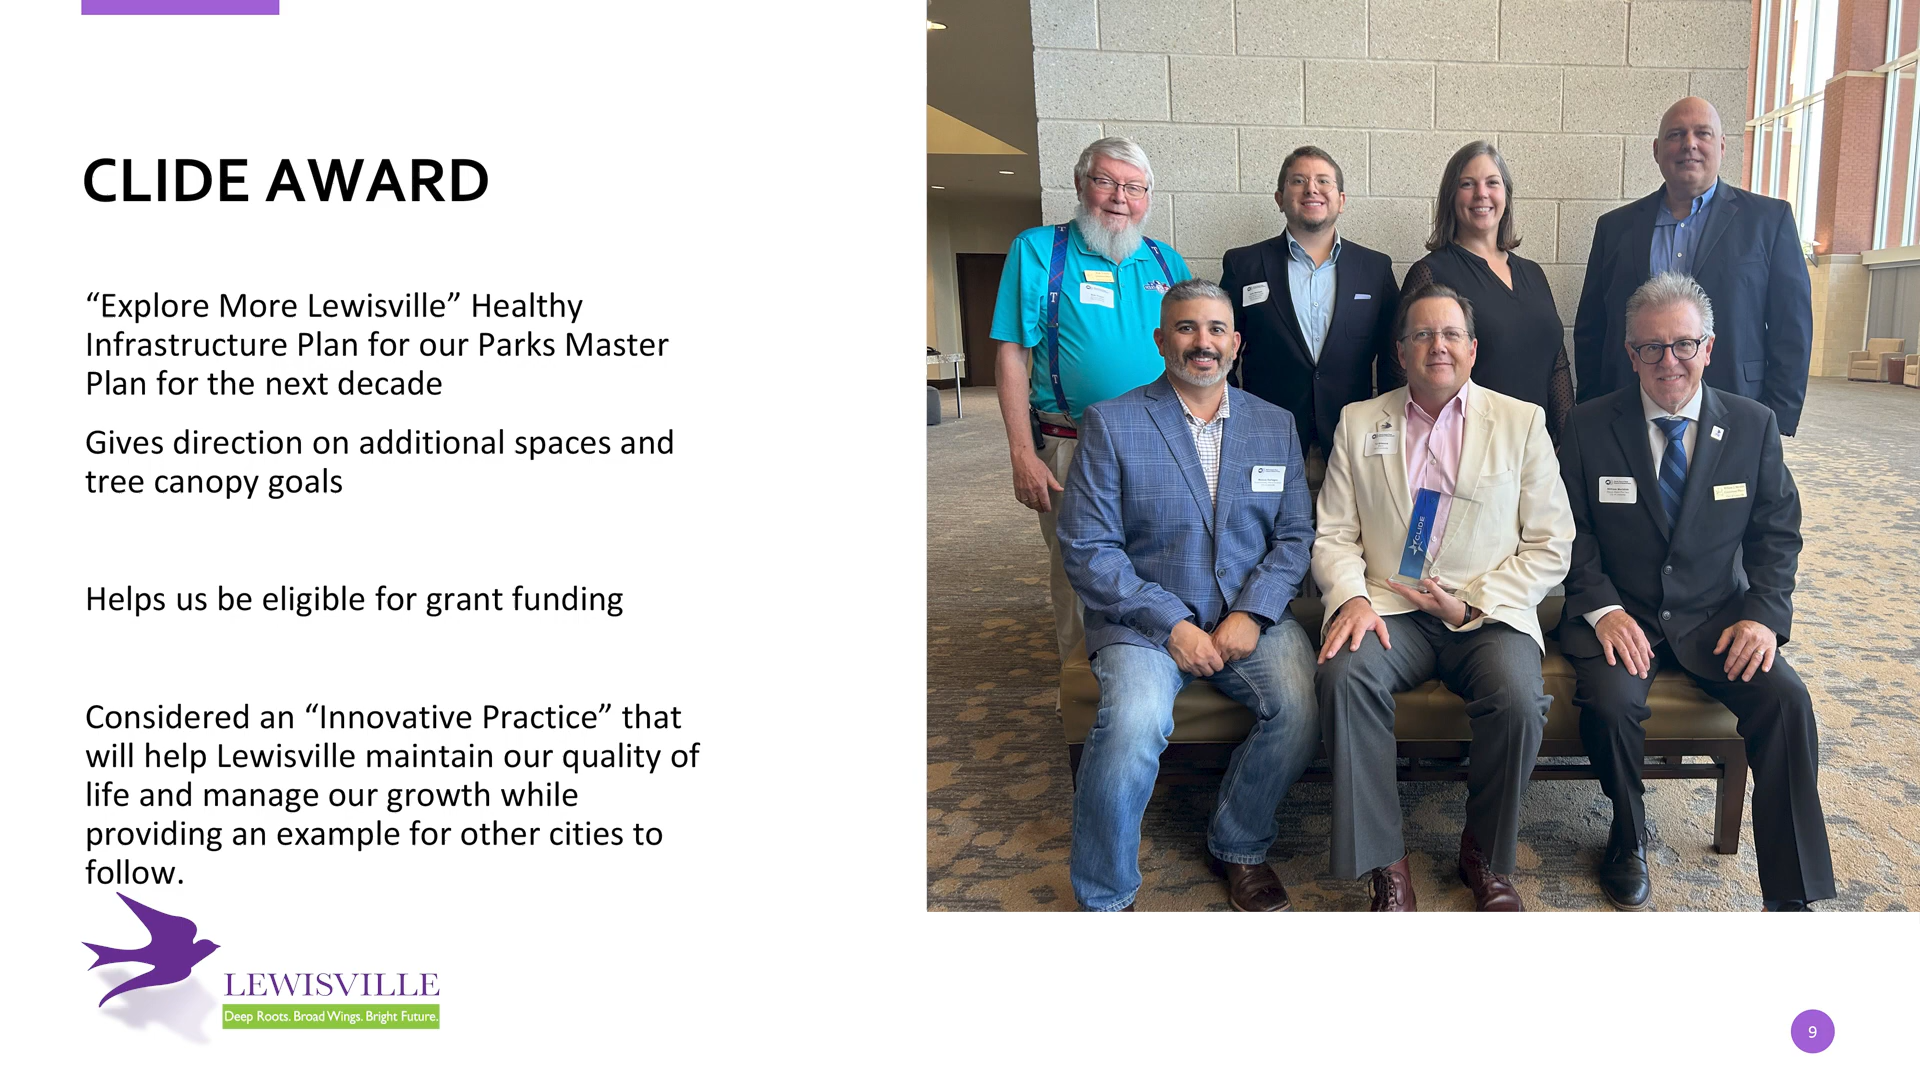 CLIDE AWARD
“Explore More Lewisville” Healthy
Infrastructure Plan for our Parks Master
Plan for the next decade
Gives direction on additional spaces and
tree canopy goals
Helps us be eligible for grant funding
Considered an “Innovative Practice” that
will help Lewisville maintain our quality of
life and manage our growth while
providing an example for other cities to
follow.
LEWISVILLE
Deep Roots. Broad Wings. Bright Future.
CLIDE
T
T
T
T
9